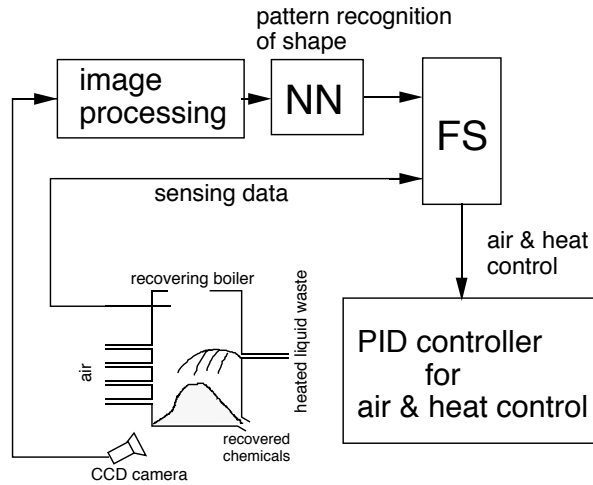 pattern recognition
of shape
image
processing
NN
FS
sensing data
air & heat
control
recovering boiler
air
heated liquid waste
PID controller
for
air & heat control
recovered
chemicals
CCD camera